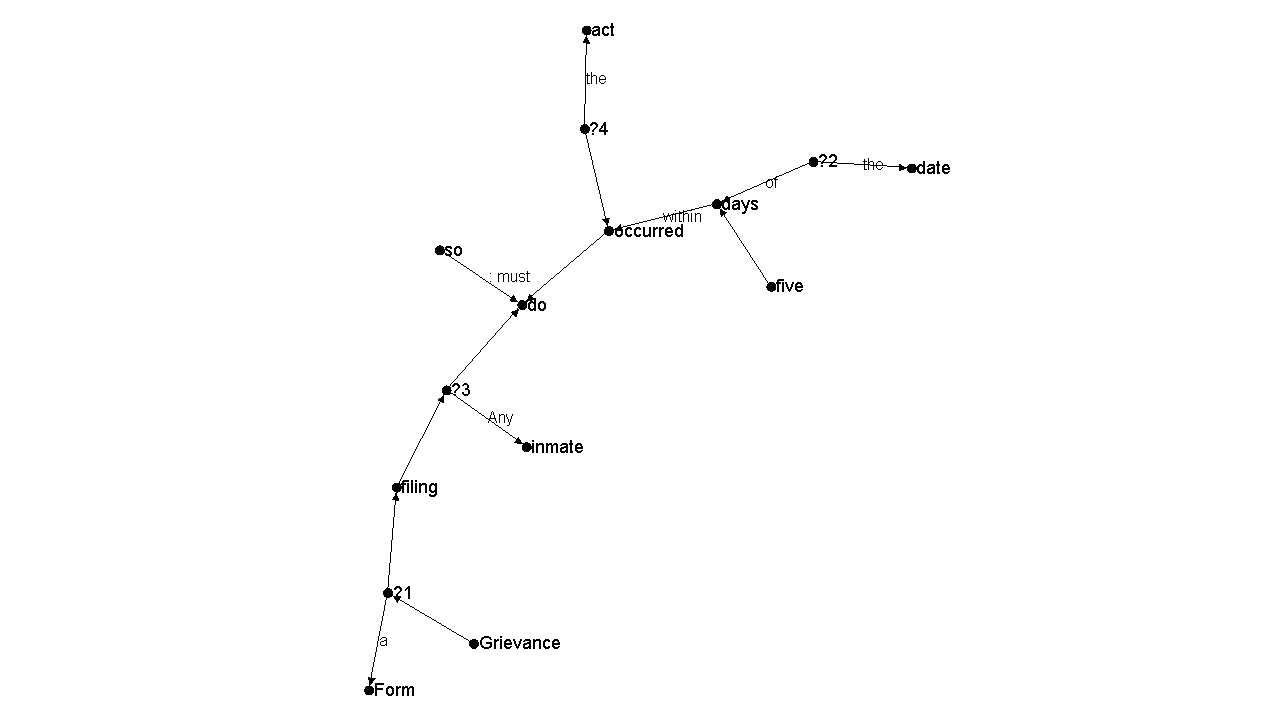 act
the
?4
?2
the
date
of
days
within
occurred
so
: must
five
do
?3
Any
inmate
filing
?1
a
Grievance
Form